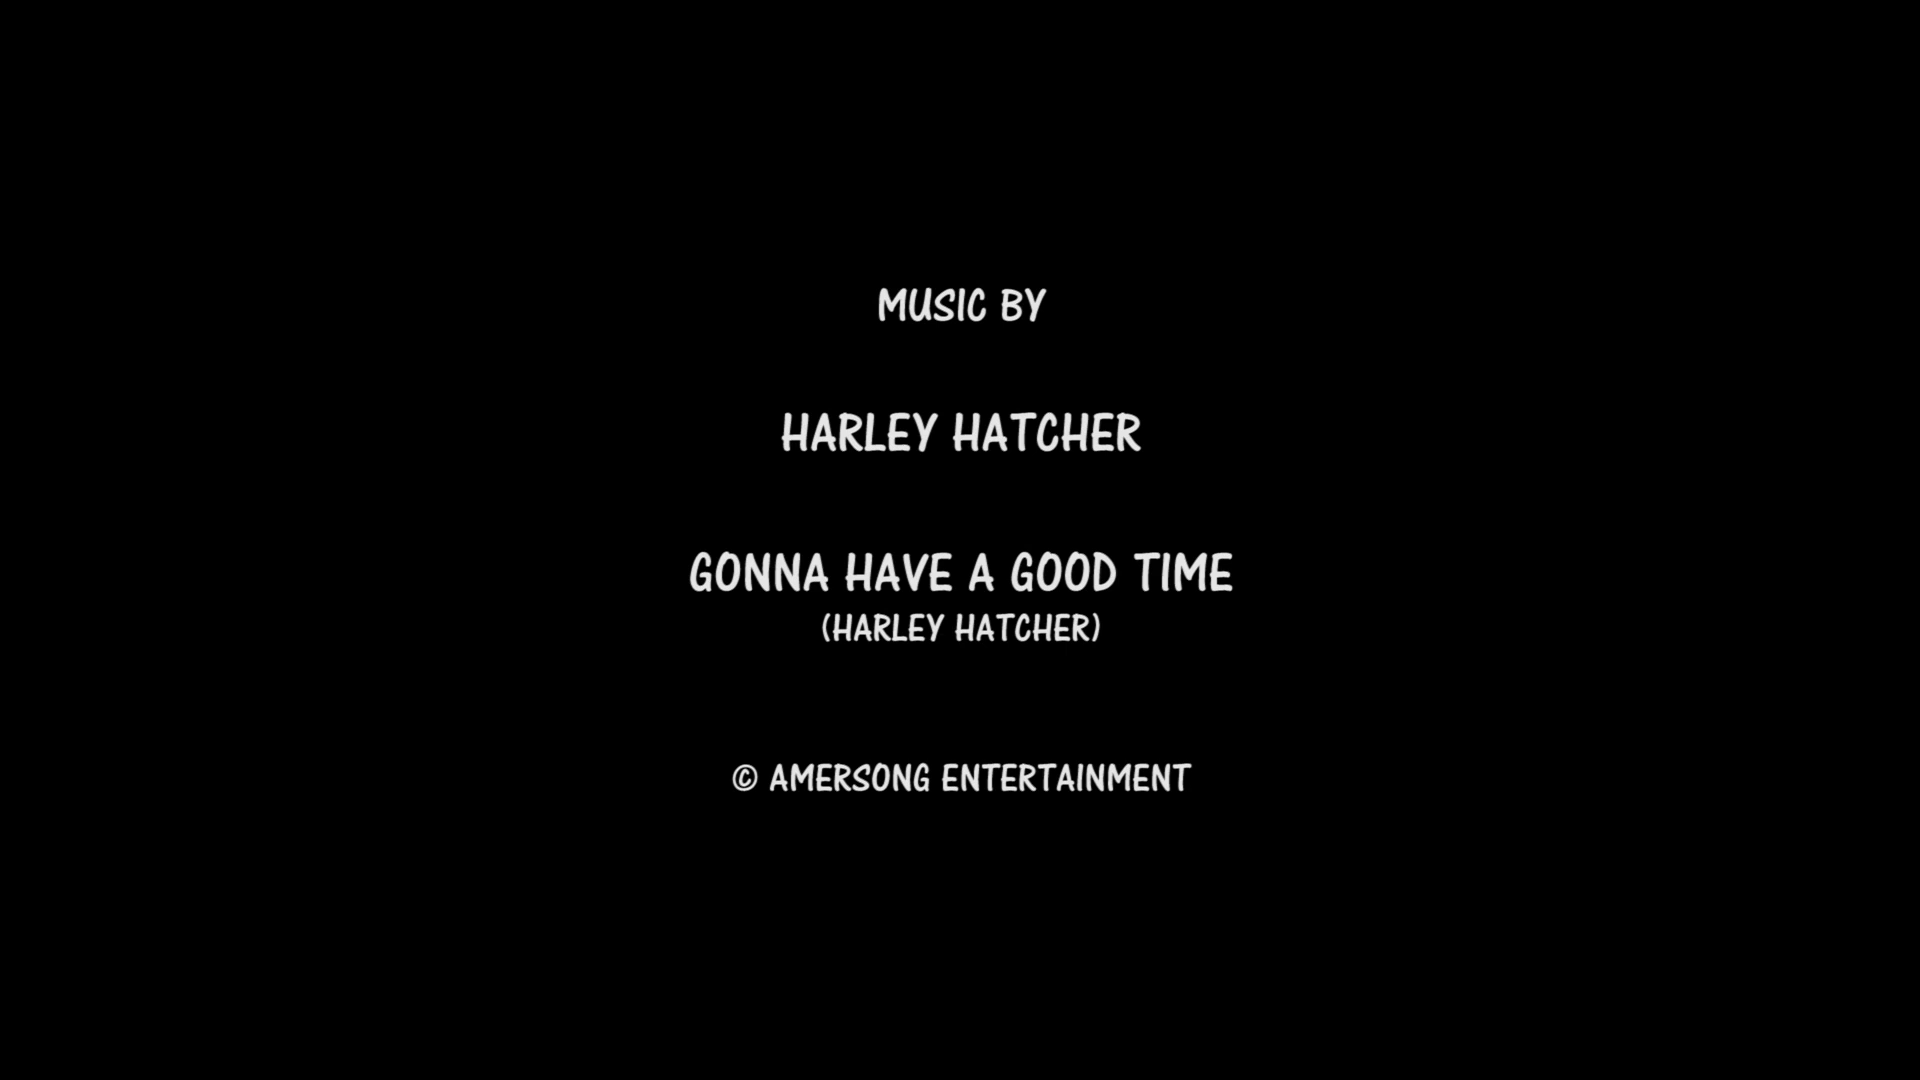 MUSIC BY
HARLEY HATCHER
GONNA HAVE A GOOD TIME
(HARLEY HATCHER)
© AMERSONG ENTERTAINMENT